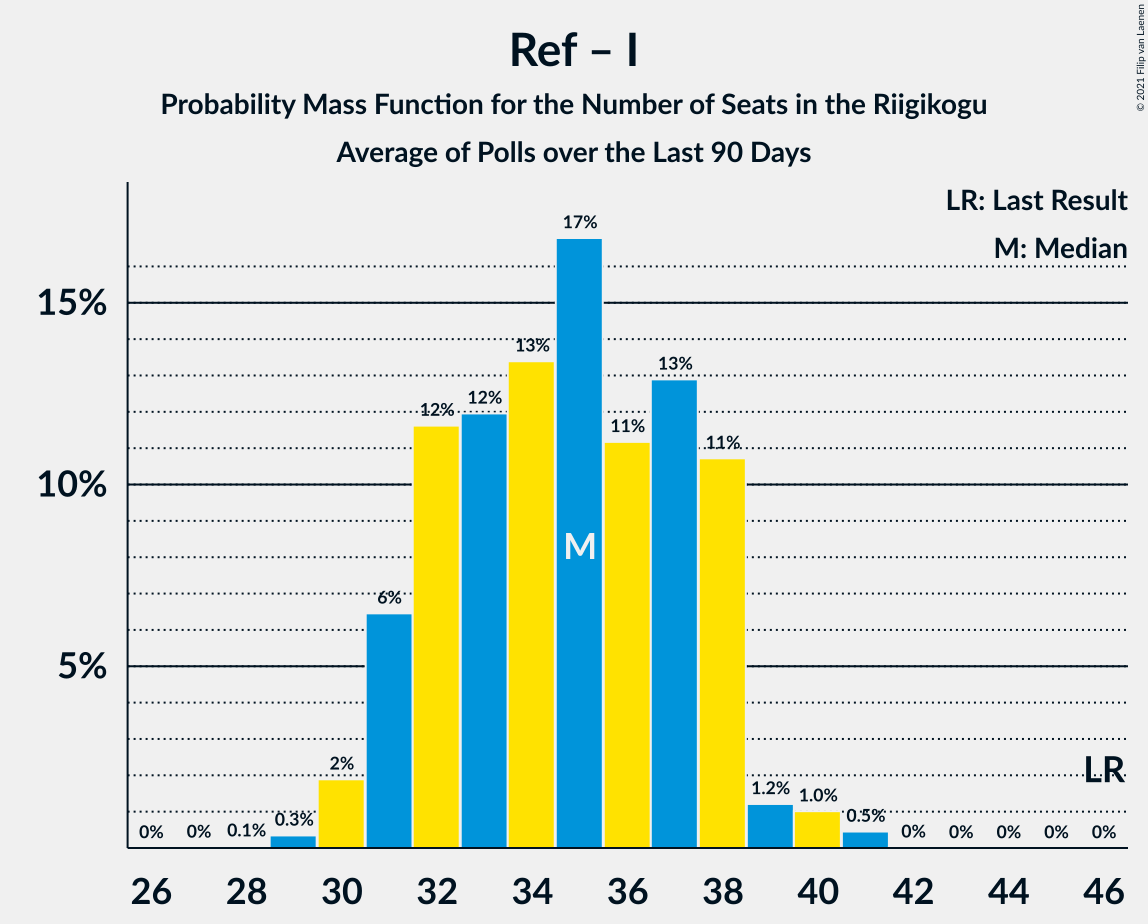 Ref – I
Probability Mass Function for the Number of Seats in the Riigikogu
Average of Polls over the Last 90 Days
© 2021 Filip van Laenen
LR: Last Result
M: Median
15%
10%
5%
0%
0%
0.1%
0.3%
2%
6%
12%
12%
13%
17%
11%
13%
11%
1.2%
1.0%
0.5%
0%
0%
0%
0%
0%
M
LR
26 28 30 32 34 36 38 40 42 44 46